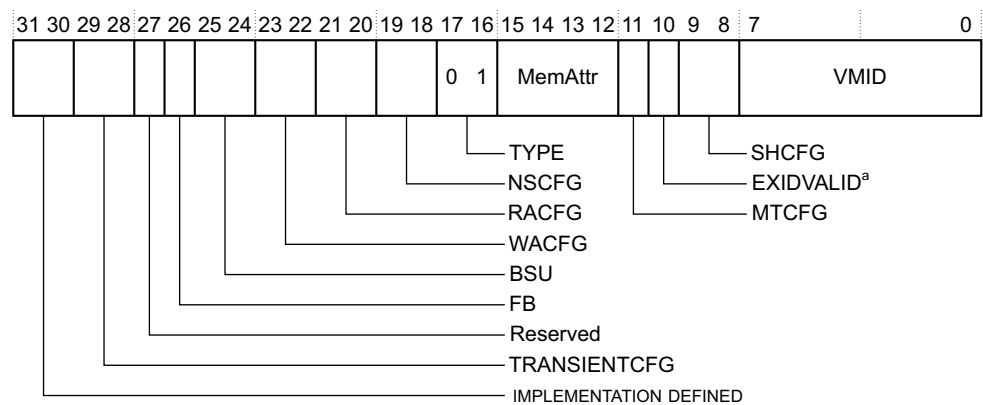 31 30 29 28 27 26 25 24 23 22 21 20 19 18 17 16 15 14 13 12 11 10 9 8 7 0
0 1 MemAttr VMID
TYPE SHCFG
NSCFG EXIDVALIDa
RACFG MTCFG
WACFG
BSU
FB
Reserved
TRANSIENTCFG
IMPLEMENTATION DEFINED